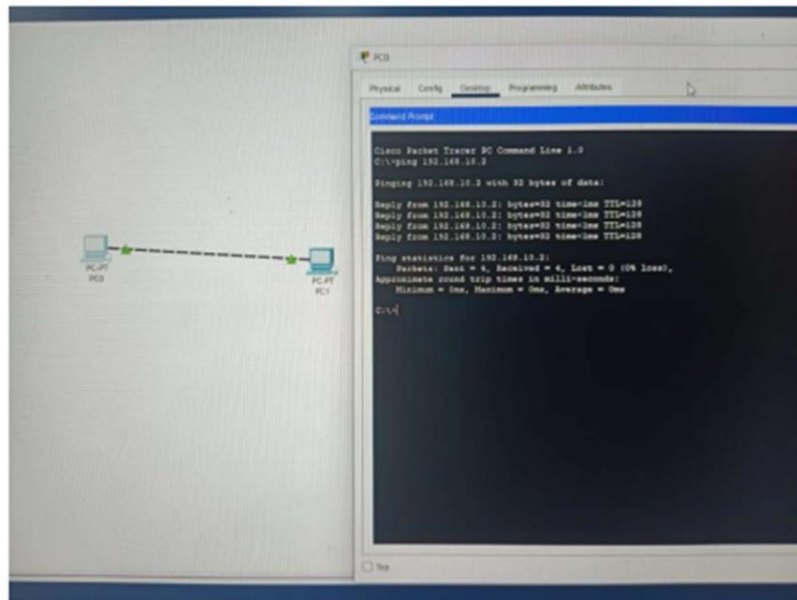 PC0
Physical Config Desktop Programming Attributes
Command Prompt
Cisco Packet Tracer PC Command Line 1.0
C:\>ping 192.168.10.2
Pinging 192.168.10.2 with 32 bytes of data:
Reply from 192.168.10.2: bytes=32 time<1ms TTL=128
Reply from 192.168.10.2: bytes=32 time<1ms TTL=128
Reply from 192.168.10.2: bytes=32 time<1ms TTL=128
Reply from 192.168.10.2: bytes=32 time<1ms TTL=128
Ping statistics for 192.168.10.2:
Packets: Sent = 4, Received = 4, Lost = 0 (0% loss),
Approximate round trip times in milli-seconds:
Minimum = 0ms, Maximum = 0ms, Average = 0ms
C:\>
PC-PT
PC0
PC-PT
PC1
Top